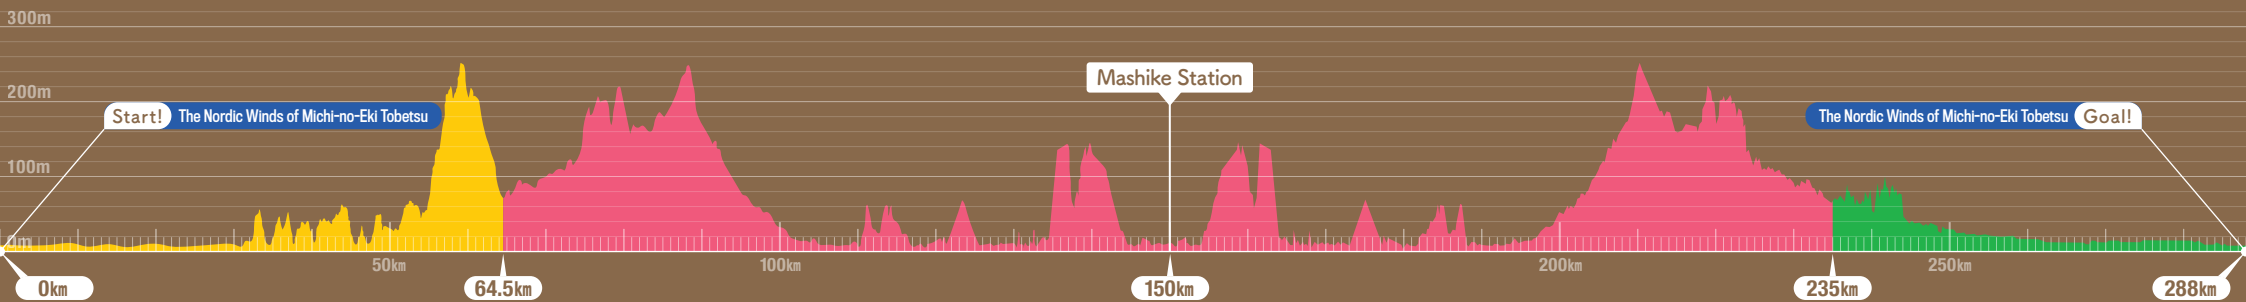 300m
200m
100m
0m
Start! The Nordic Winds of Michi-no-Eki Tobetsu
Mashike Station
The Nordic Winds of Michi-no-Eki Tobetsu Goal!
50km
100km
200km
250km
0km
64.5km
150km
235km
288km